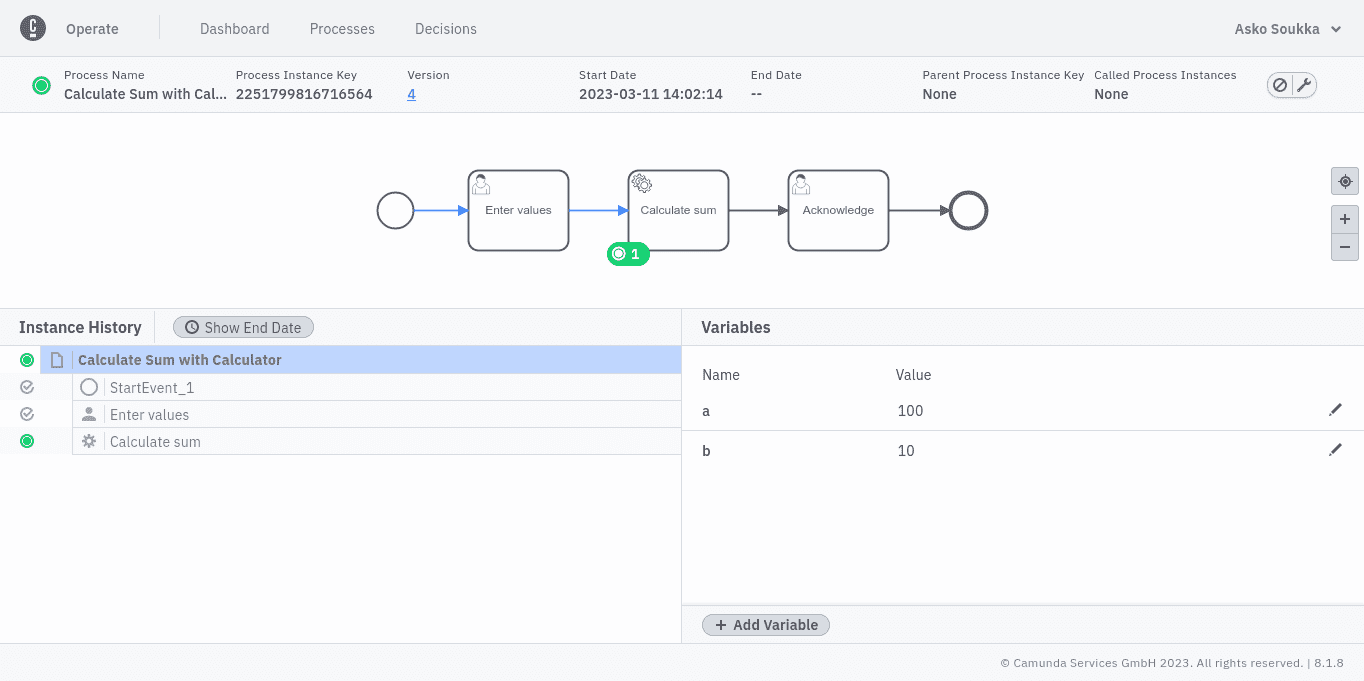 Operate Dashboard Processes Decisions Asko Soukka
Process Name Process Instance Key Version Start Date End Date Parent Process Instance Key Called Process Instances
Calculate Sum with Cal... 2251799816716564 4 2023-03-11 14:02:14 -- None None
Enter values Calculate sum Acknowledge
1
+
−
Instance History Show End Date Variables
Calculate Sum with Calculator
StartEvent_1
Enter values
Calculate sum
Name Value
a 100
b 10
+ Add Variable
© Camunda Services GmbH 2023. All rights reserved. | 8.1.8